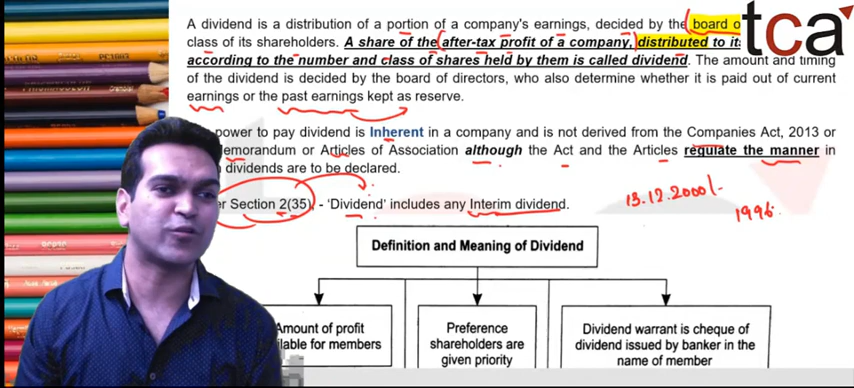 A dividend is a distribution of a portion of a company's earnings, decided by the board o
tca
class of its shareholders. A share of the after-tax profit of a company, distributed to its
according to the number and class of shares held by them is called dividend. The amount and timing
of the dividend is decided by the board of directors, who also determine whether it is paid out of current
earnings or the past earnings kept as reserve.
power to pay dividend is Inherent in a company and is not derived from the Companies Act, 2013 or
Memorandum or Articles of Association although the Act and the Articles regulate the manner in
dividends are to be declared.
Section 2(35) - 'Dividend' includes any Interim dividend.
13.12.2000/-
1996.
Definition and Meaning of Dividend
Amount of profit
ilable for members
Preference
shareholders are
given priority
Dividend warrant is cheque of
dividend issued by banker in the
name of member